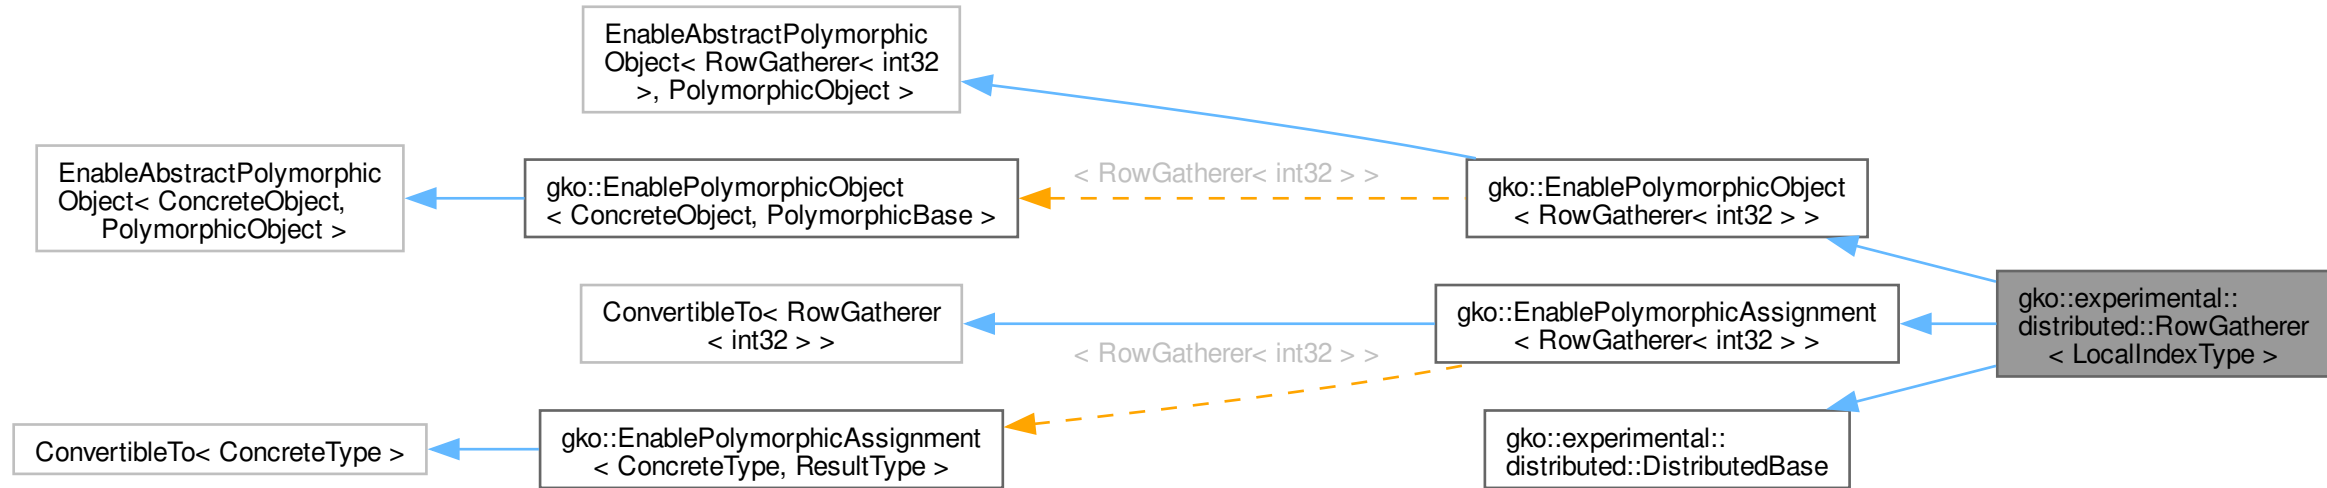 EnableAbstractPolymorphic
Object< RowGatherer< int32
>, PolymorphicObject >
EnableAbstractPolymorphic
Object< ConcreteObject,
PolymorphicObject >
gko::EnablePolymorphicObject
< ConcreteObject, PolymorphicBase >
< RowGatherer< int32 > >
gko::EnablePolymorphicObject
< RowGatherer< int32 > >
ConvertibleTo< RowGatherer
< int32 > >
< RowGatherer< int32 > >
gko::EnablePolymorphicAssignment
< RowGatherer< int32 > >
gko::experimental::
distributed::RowGatherer
< LocalIndexType >
ConvertibleTo< ConcreteType >
gko::EnablePolymorphicAssignment
< ConcreteType, ResultType >
gko::experimental::
distributed::DistributedBase